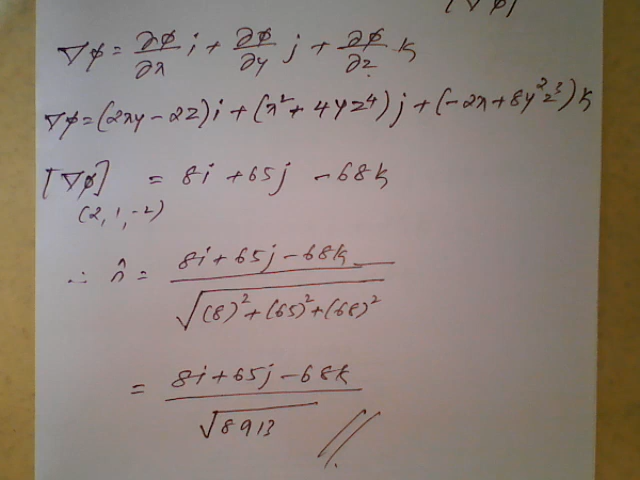 [∇φ]
∇φ = ∂φ/∂x i + ∂φ/∂y j + ∂φ/∂z k
∇φ = (2xy - 2z)i + (x² + 4yz⁴)j + (-2x + 8y²z³)k
[∇φ] = 8i + 65j - 68k
(2, 1, -2)
∴ n̂ = 8i + 65j - 68k / √(8)² + (65)² + (68)²
= 8i + 65j - 68k / √8913 //